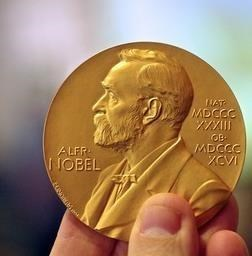 ALFR·
NOBEL
NAT·
MDCCC
XXXIII
OB·
MDCCC
XCVI